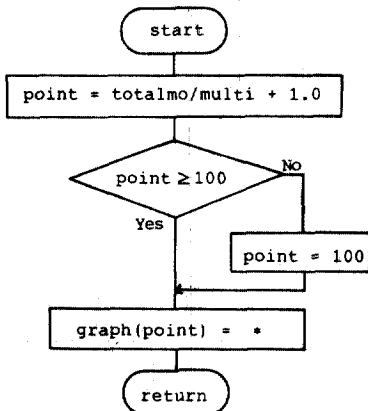 start
point = totalmo/multi + 1.0
point ≥ 100
No
Yes
point = 100
graph(point) = *
return